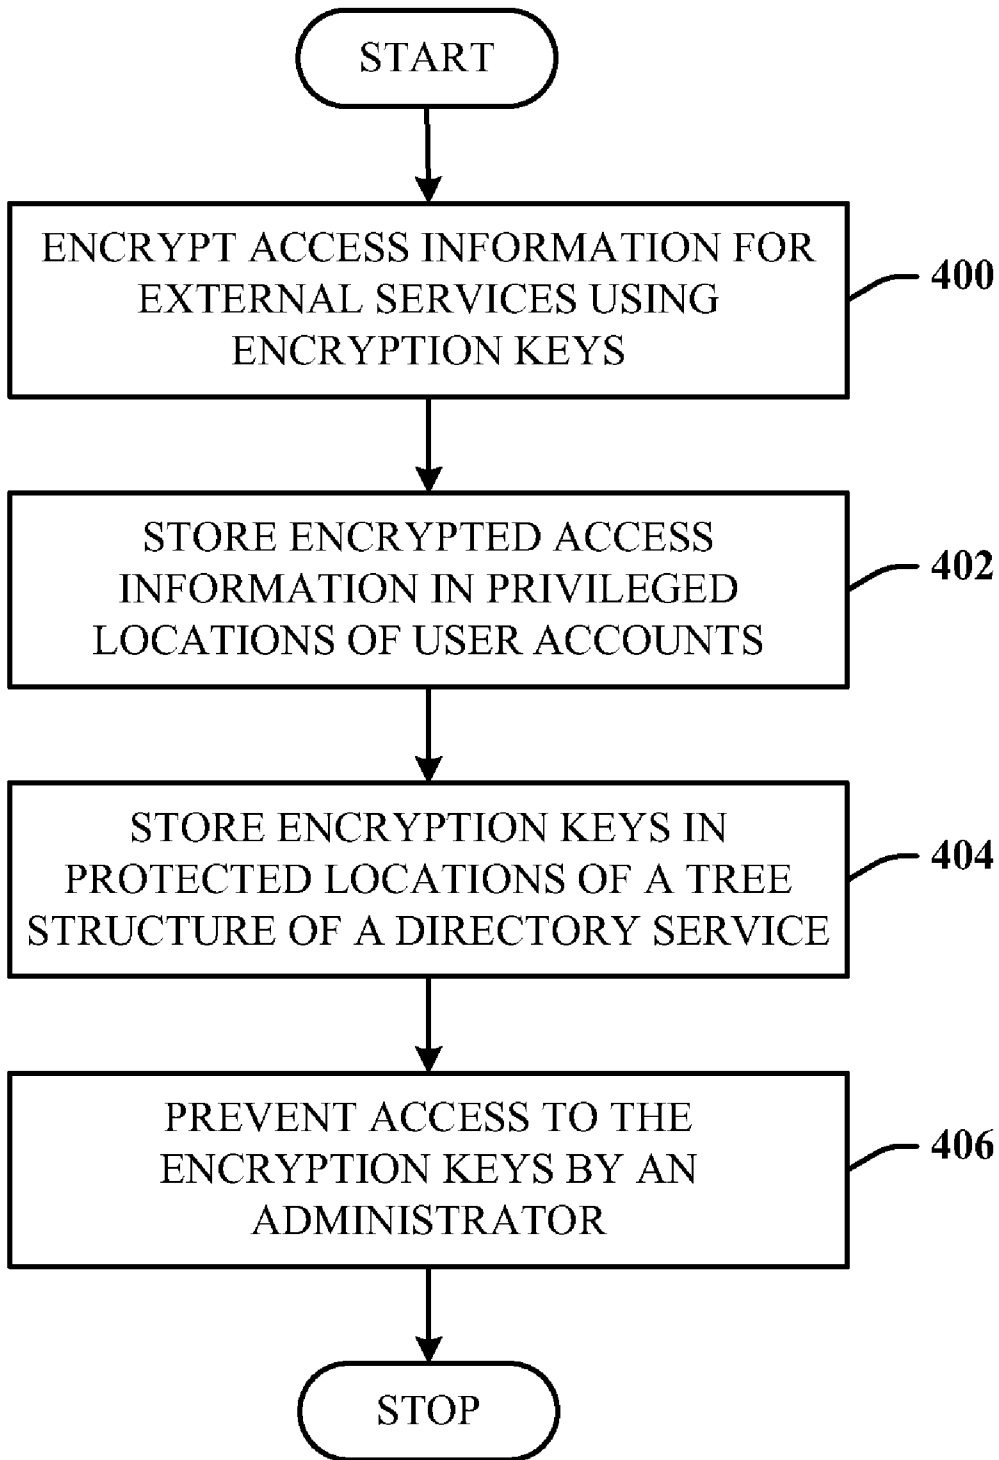 START
ENCRYPT ACCESS INFORMATION FOR
EXTERNAL SERVICES USING
ENCRYPTION KEYS
400
STORE ENCRYPTED ACCESS
INFORMATION IN PRIVILEGED
LOCATIONS OF USER ACCOUNTS
402
STORE ENCRYPTION KEYS IN
PROTECTED LOCATIONS OF A TREE
STRUCTURE OF A DIRECTORY SERVICE
404
PREVENT ACCESS TO THE
ENCRYPTION KEYS BY AN
ADMINISTRATOR
406
STOP